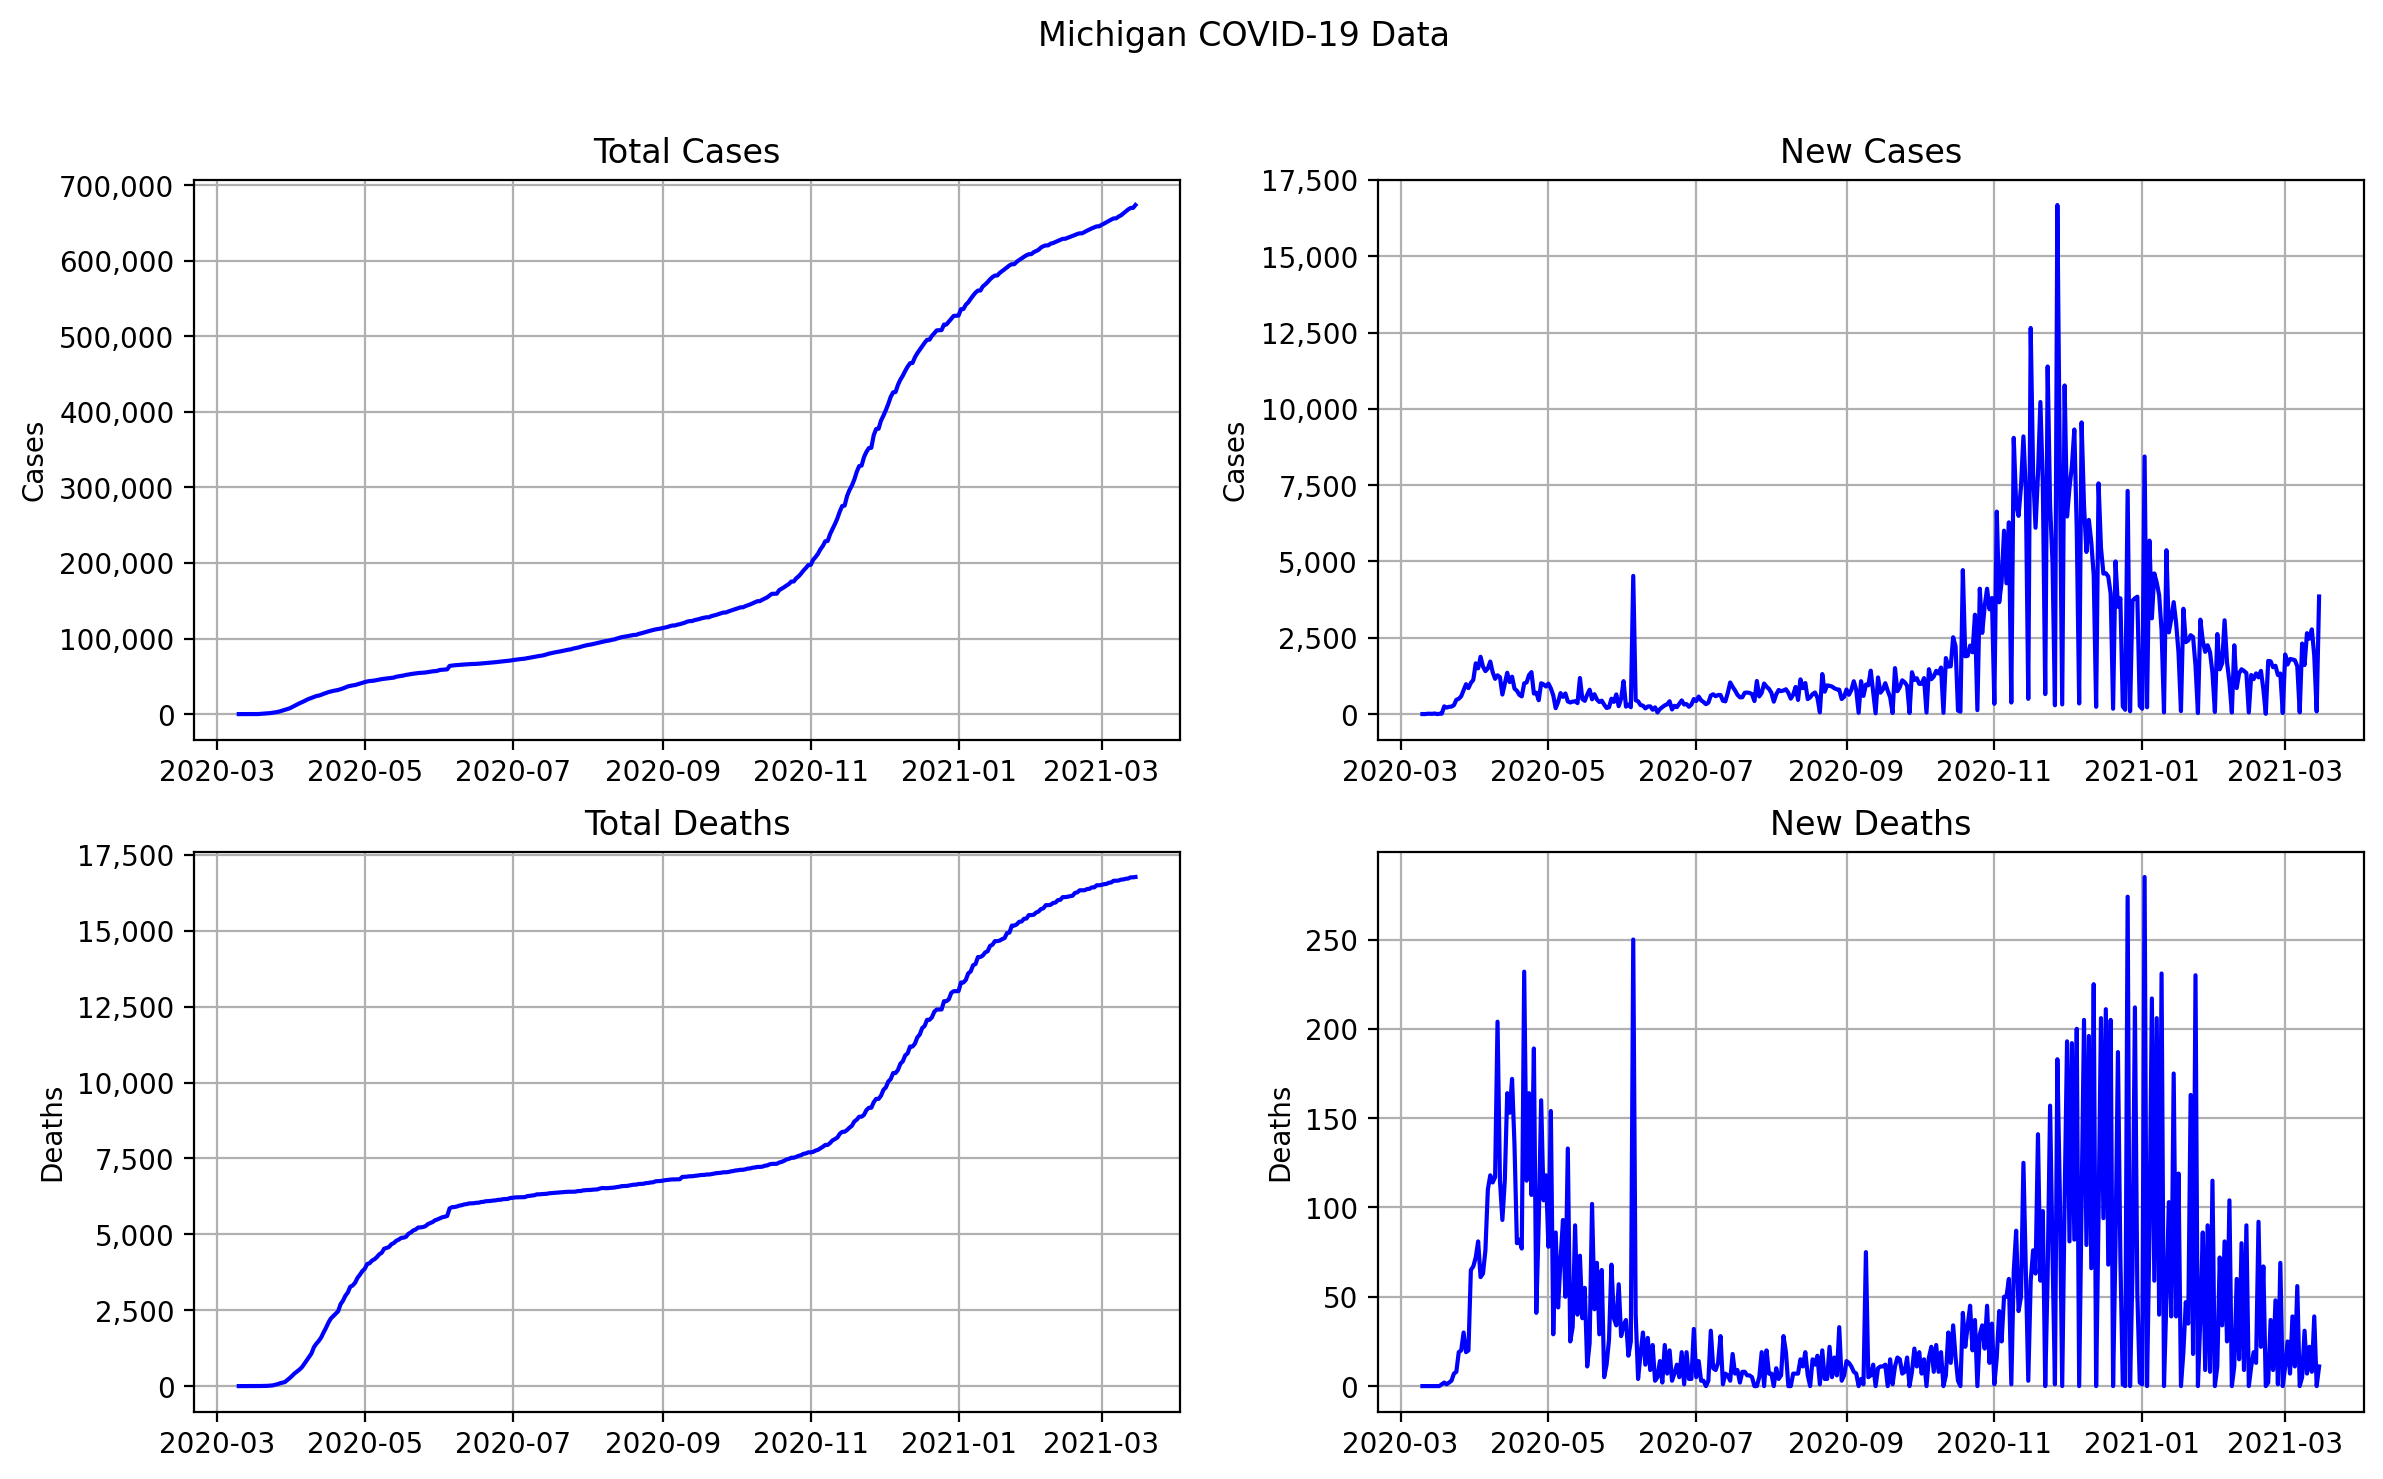 Michigan COVID-19 Data
Total Cases
700,000
600,000
500,000
400,000
300,000
200,000
100,000
0
Cases
2020-03 2020-05 2020-07 2020-09 2020-11 2021-01 2021-03
New Cases
17,500
15,000
12,500
10,000
7,500
5,000
2,500
0
Cases
2020-03 2020-05 2020-07 2020-09 2020-11 2021-01 2021-03
Total Deaths
17,500
15,000
12,500
10,000
7,500
5,000
2,500
0
Deaths
2020-03 2020-05 2020-07 2020-09 2020-11 2021-01 2021-03
New Deaths
250
200
150
100
50
0
Deaths
2020-03 2020-05 2020-07 2020-09 2020-11 2021-01 2021-03